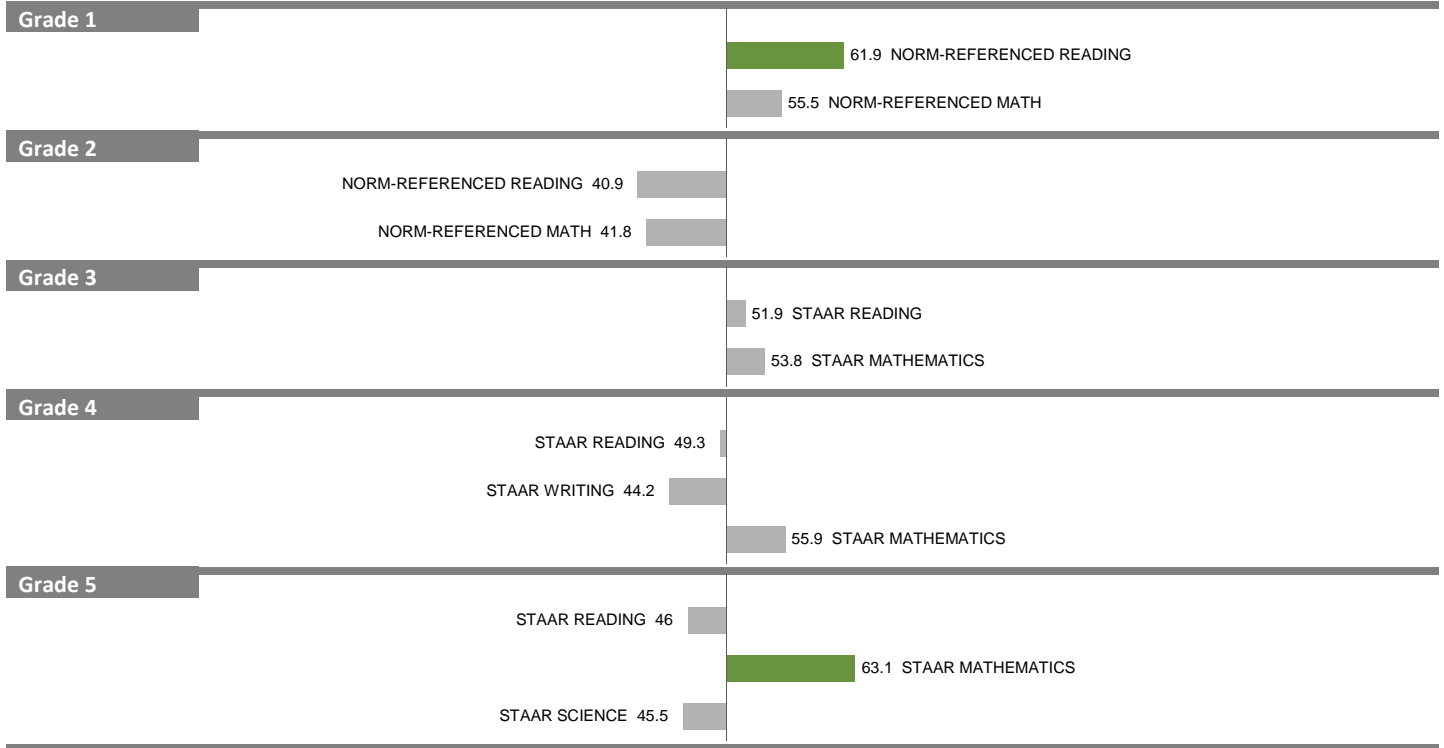 Grade 1
61.9 NORM-REFERENCED READING
55.5 NORM-REFERENCED MATH
Grade 2
NORM-REFERENCED READING 40.9
NORM-REFERENCED MATH 41.8
Grade 3
51.9 STAAR READING
53.8 STAAR MATHEMATICS
Grade 4
STAAR READING 49.3
STAAR WRITING 44.2
55.9 STAAR MATHEMATICS
Grade 5
STAAR READING 46
63.1 STAAR MATHEMATICS
STAAR SCIENCE 45.5